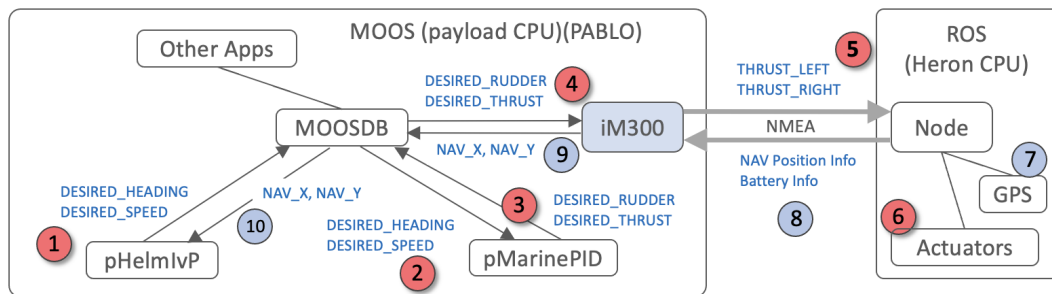 MOOS (payload CPU)(PABLO)
Other Apps
DESIRED_RUDDER
DESIRED_THRUST
4
MOOSDB
iM300
NAV_X, NAV_Y
9
5
THRUST_LEFT
THRUST_RIGHT
NMEA
NAV Position Info
Battery Info
8
ROS
(Heron CPU)
Node
7
GPS
6
Actuators
DESIRED_HEADING
DESIRED_SPEED
1
pHelmIvP
NAV_X, NAV_Y
10
DESIRED_HEADING
DESIRED_SPEED
2
3
DESIRED_RUDDER
DESIRED_THRUST
pMarinePID